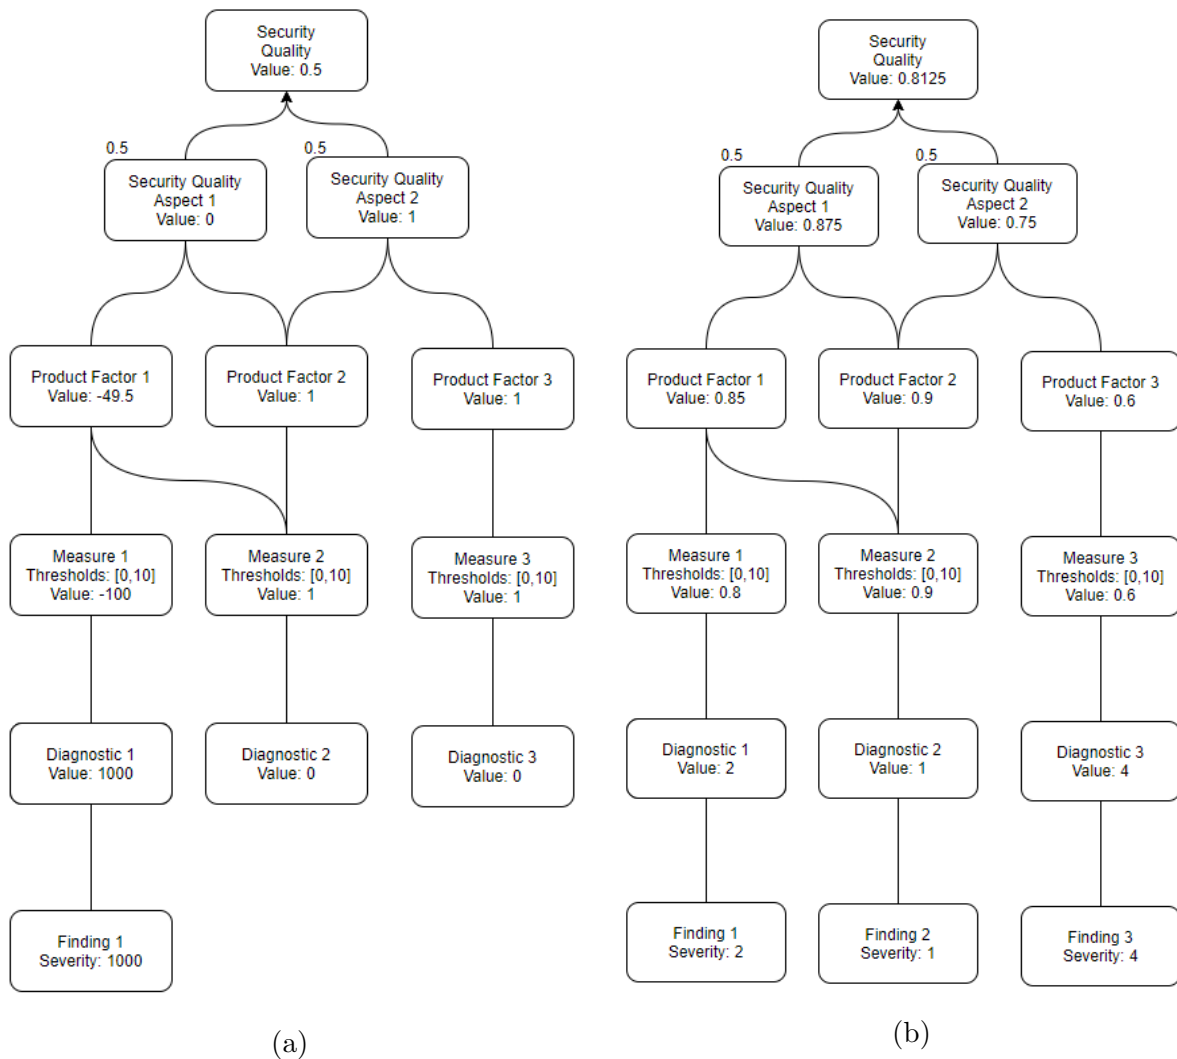 Security
Quality
Value: 0.5
0.5
0.5
Security Quality
Aspect 1
Value: 0
Security Quality
Aspect 2
Value: 1
Product Factor 1
Value: -49.5
Product Factor 2
Value: 1
Product Factor 3
Value: 1
Measure 1
Thresholds: [0,10]
Value: -100
Measure 2
Thresholds: [0,10]
Value: 1
Measure 3
Thresholds: [0,10]
Value: 1
Diagnostic 1
Value: 1000
Diagnostic 2
Value: 0
Diagnostic 3
Value: 0
Finding 1
Severity: 1000
(a)
Security
Quality
Value: 0.8125
0.5
0.5
Security Quality
Aspect 1
Value: 0.875
Security Quality
Aspect 2
Value: 0.75
Product Factor 1
Value: 0.85
Product Factor 2
Value: 0.9
Product Factor 3
Value: 0.6
Measure 1
Thresholds: [0,10]
Value: 0.8
Measure 2
Thresholds: [0,10]
Value: 0.9
Measure 3
Thresholds: [0,10]
Value: 0.6
Diagnostic 1
Value: 2
Diagnostic 2
Value: 1
Diagnostic 3
Value: 4
Finding 1
Severity: 2
Finding 2
Severity: 1
Finding 3
Severity: 4
(b)